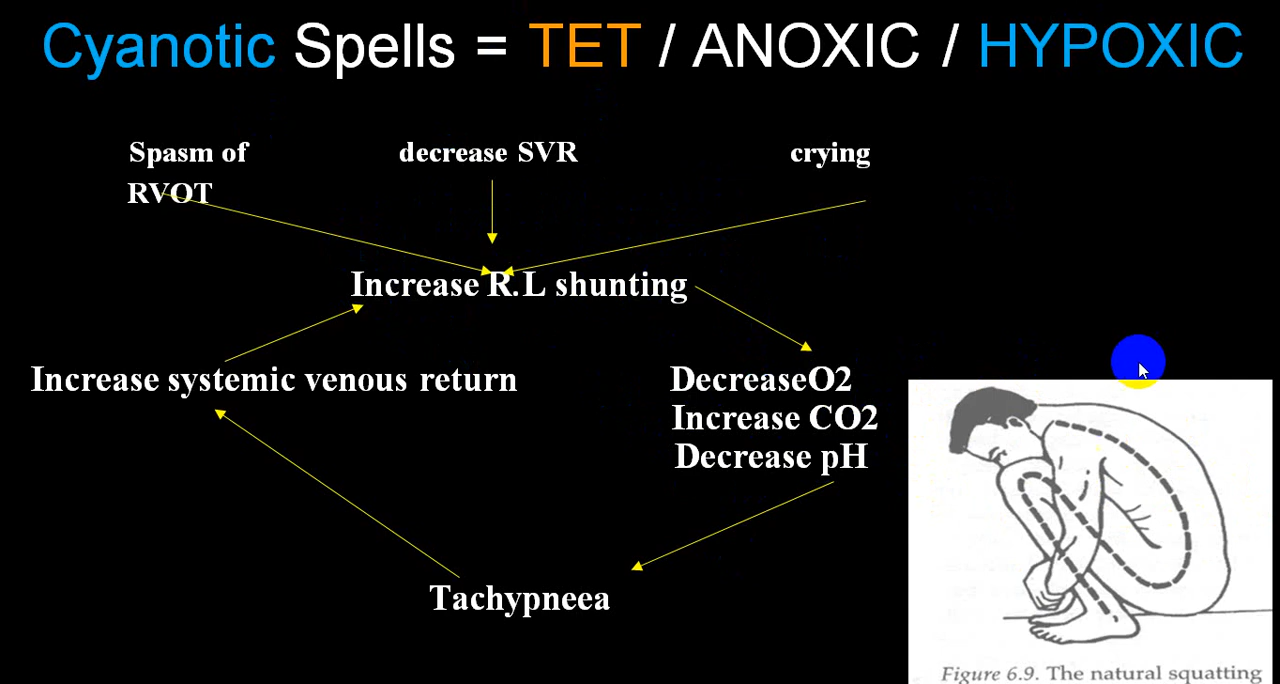 Cyanotic Spells = TET / ANOXIC / HYPOXIC
Spasm of
RVOT
decrease SVR
crying
Increase R.L shunting
Increase systemic venous return
DecreaseO2
Increase CO2
Decrease pH
Tachypneea
Figure 6.9. The natural squatting